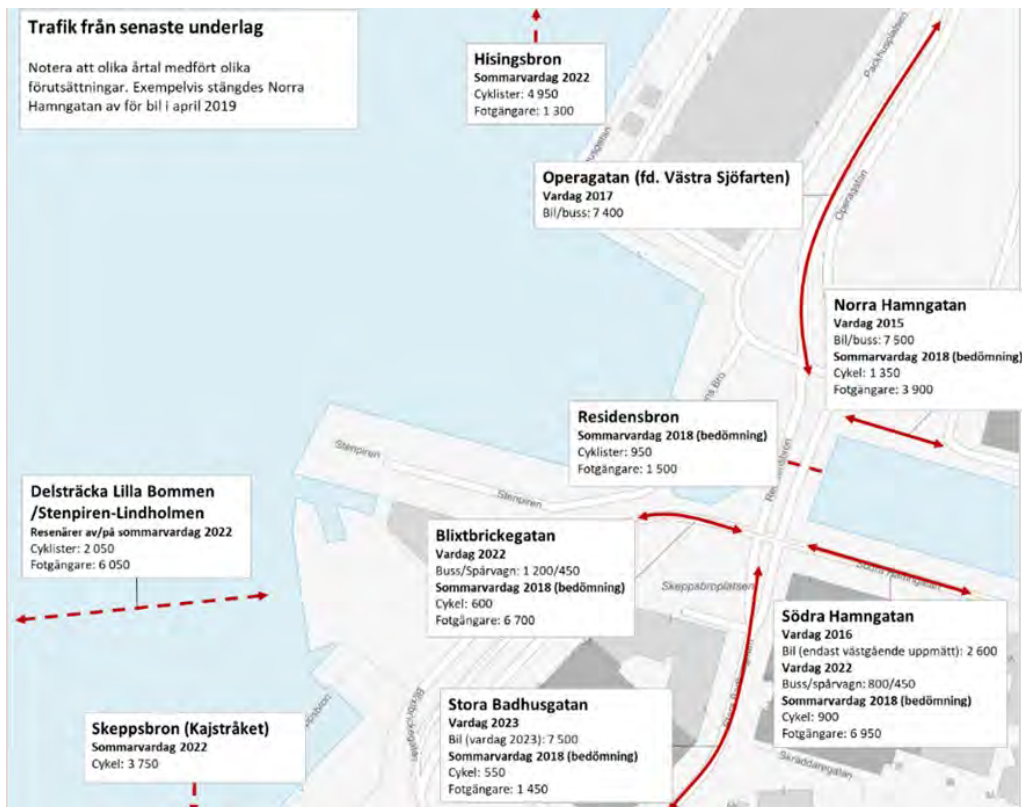 Trafik från senaste underlag
Notera att olika årtal medfört olika
förutsättningar. Exempelvis stängdes Norra
Hamngatan av för bil i april 2019
Hisingsbron
Sommarvardag 2022
Cyklister: 4 950
Fotgängare: 1 300
Packhusplatsen
Operagatan (fd. Västra Sjöfarten)
Vardag 2017
Bil/buss: 7 400
Operagatan
Norra Hamngatan
Vardag 2015
Bil/buss: 7 500
Sommarvardag 2018 (bedömning)
Cykel: 1 350
Fotgängare: 3 900
Residensbron
Sommarvardag 2018 (bedömning)
Cyklister: 950
Fotgängare: 1 500
Stenpiren
Stenpiren
Delsträcka Lilla Bommen
/Stenpiren-Lindholmen
Resenärer av/på sommarvardag 2022
Cyklister: 2 050
Fotgängare: 6 050
Blixtbrickegatan
Vardag 2022
Buss/Spårvagn: 1 200/450
Sommarvardag 2018 (bedömning)
Cykel: 600
Fotgängare: 6 700
Skeppsbroplatsen
Södra Hamngatan
Vardag 2016
Bil (endast västgående uppmätt): 2 600
Vardag 2022
Buss/spårvagn: 800/450
Sommarvardag 2018 (bedömning)
Cykel: 900
Fotgängare: 6 950
Stora Badhusgatan
Vardag 2023
Bil (vardag 2023): 7 500
Sommarvardag 2018 (bedömning)
Cykel: 550
Fotgängare: 1 450
Skeppsbron (Kajstråket)
Sommarvardag 2022
Cykel: 3 750
Skräddaregatan